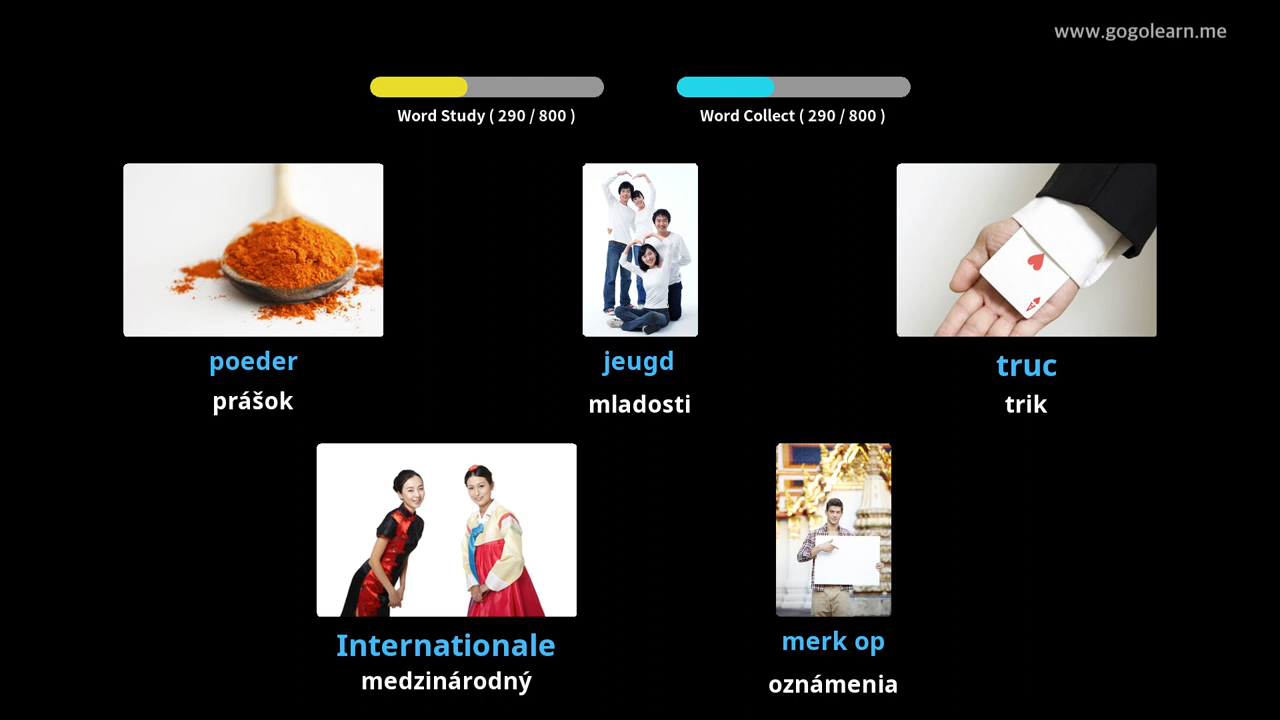 www.gogolearn.me
Word Study ( 290 / 800 )
Word Collect ( 290 / 800 )
poeder
prášok
jeugd
mladosti
truc
trik
Internationale
medzinárodný
merk op
oznámenia